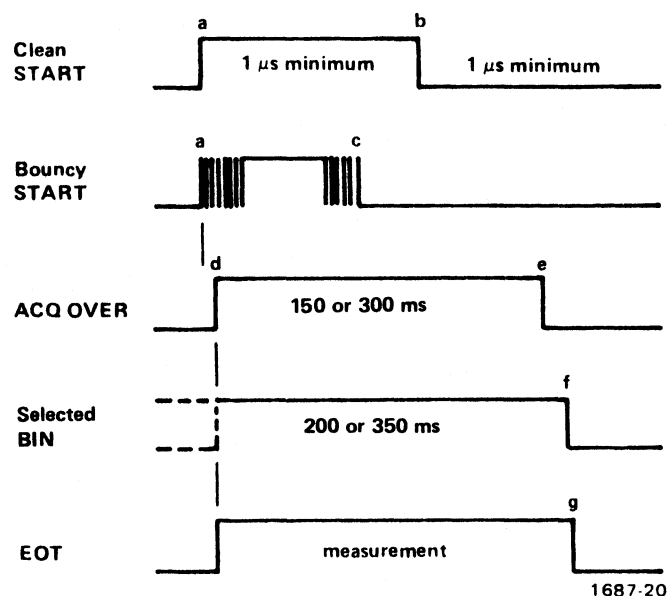 a b
Clean
START
1 μs minimum 1 μs minimum
a c
Bouncy
START
d e
ACQ OVER
150 or 300 ms
f
Selected
BIN
200 or 350 ms
g
EOT
measurement
1687-20